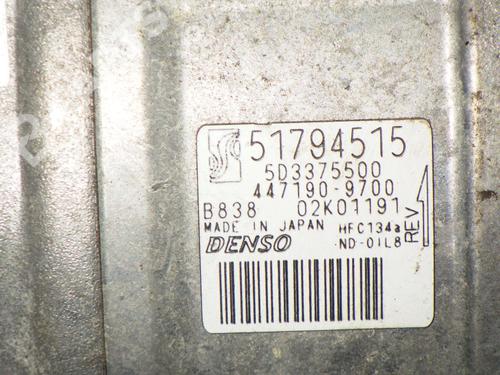 51794515
5D3375500
447190-9700
B838 02K01191
MADE IN JAPAN HFC134a
DENSO ND-OIL8
REV